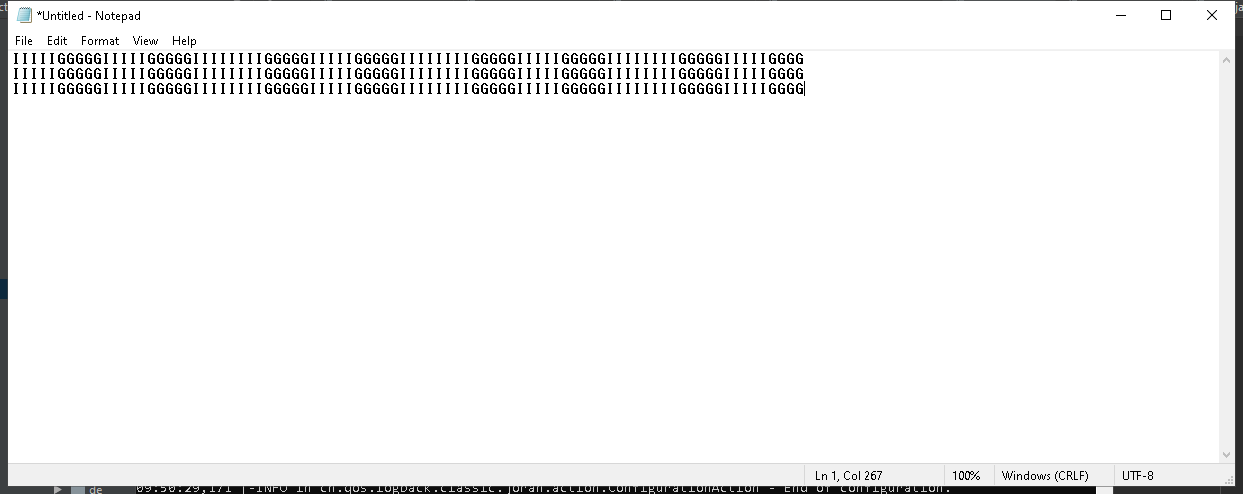 *Untitled - Notepad
File Edit Format View Help
IIIIIGGGGGIIIIIGGGGGIIIIIIIIGGGGGIIIIIGGGGGIIIIIIIIGGGGGIIIIIGGGGGIIIIIIIIGGGGGIIIIIGGGG
IIIIIGGGGGIIIIIGGGGGIIIIIIIIGGGGGIIIIIGGGGGIIIIIIIIGGGGGIIIIIGGGGGIIIIIIIIGGGGGIIIIIGGGG
IIIIIGGGGGIIIIIGGGGGIIIIIIIIGGGGGIIIIIGGGGGIIIIIIIIGGGGGIIIIIGGGGGIIIIIIIIGGGGGIIIIIGGGG
Ln 1, Col 267 100% Windows (CRLF) UTF-8
de 09:50:29,171 |-INFO in ch.qos.logback.classic.joran.action.ConfigurationAction - End of configuration.